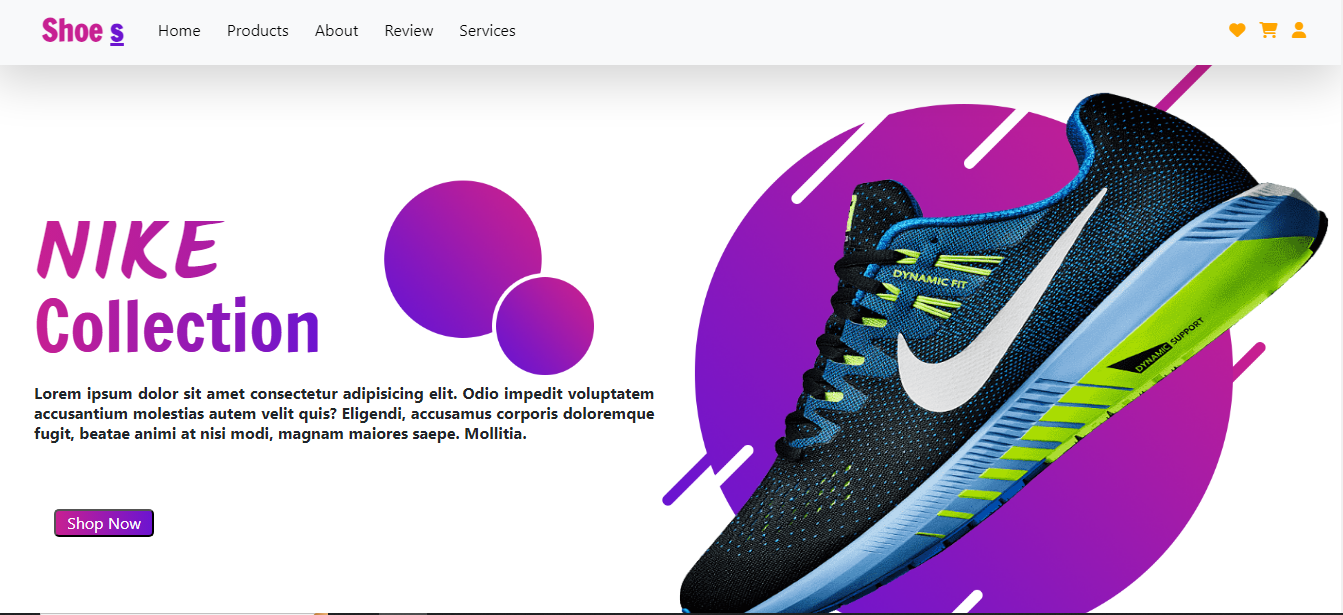 Shoe s
Home Products About Review Services
NIKE
Collection
Lorem ipsum dolor sit amet consectetur adipisicing elit. Odio impedit voluptatem
accusantium molestias autem velit quis? Eligendi, accusamus corporis doloremque
fugit, beatae animi at nisi modi, magnam maiores saepe. Mollitia.
Shop Now
DYNAMIC FIT
DYNAMIC SUPPORT